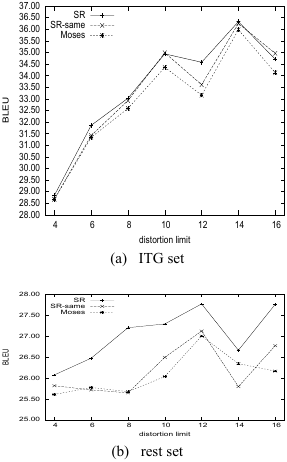 37.00
36.00
35.50
35.00
34.50
34.00
33.50
33.00
32.50
32.00
31.50
31.00
30.50
30.00
29.50
29.00
28.50
28.00
BLEU
SR
SR-same
Moses
4 6 8 10 12 14 16
distortion limit
(a) ITG set
28.00
27.50
27.00
26.50
26.00
25.50
25.00
BLEU
SR
SR-same
Moses
4 6 8 10 12 14 16
distortion limit
(b) rest set